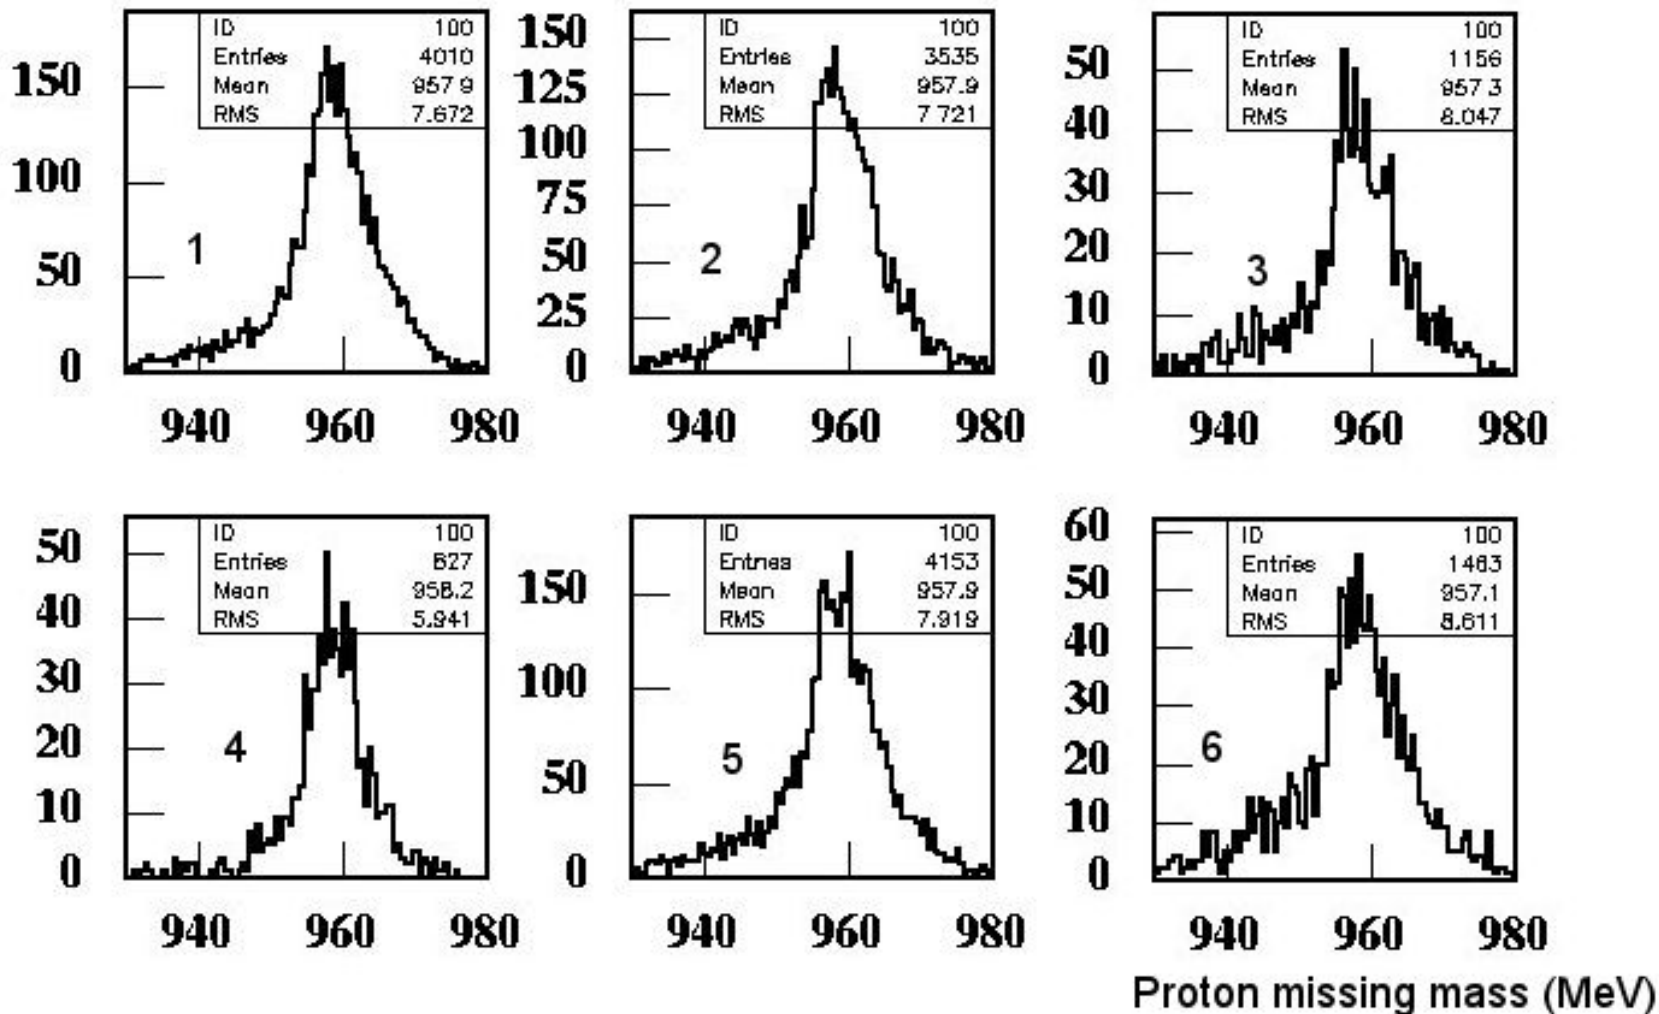 ID 100
Entries 4010
Mean 957.9
RMS 7.672
150
100
50
0
1
940 960 980
ID 100
Entries 3535
Mean 957.9
RMS 7.721
150
125
100
75
50
25
0
2
940 960 980
ID 100
Entries 1156
Mean 957.3
RMS 8.047
50
40
30
20
10
0
3
940 960 980
ID 100
Entries 827
Mean 958.2
RMS 5.941
50
40
30
20
10
0
4
940 960 980
ID 100
Entries 4153
Mean 957.9
RMS 7.919
150
100
50
0
5
940 960 980
ID 100
Entries 1483
Mean 957.1
RMS 8.611
60
50
40
30
20
10
0
6
940 960 980
Proton missing mass (MeV)